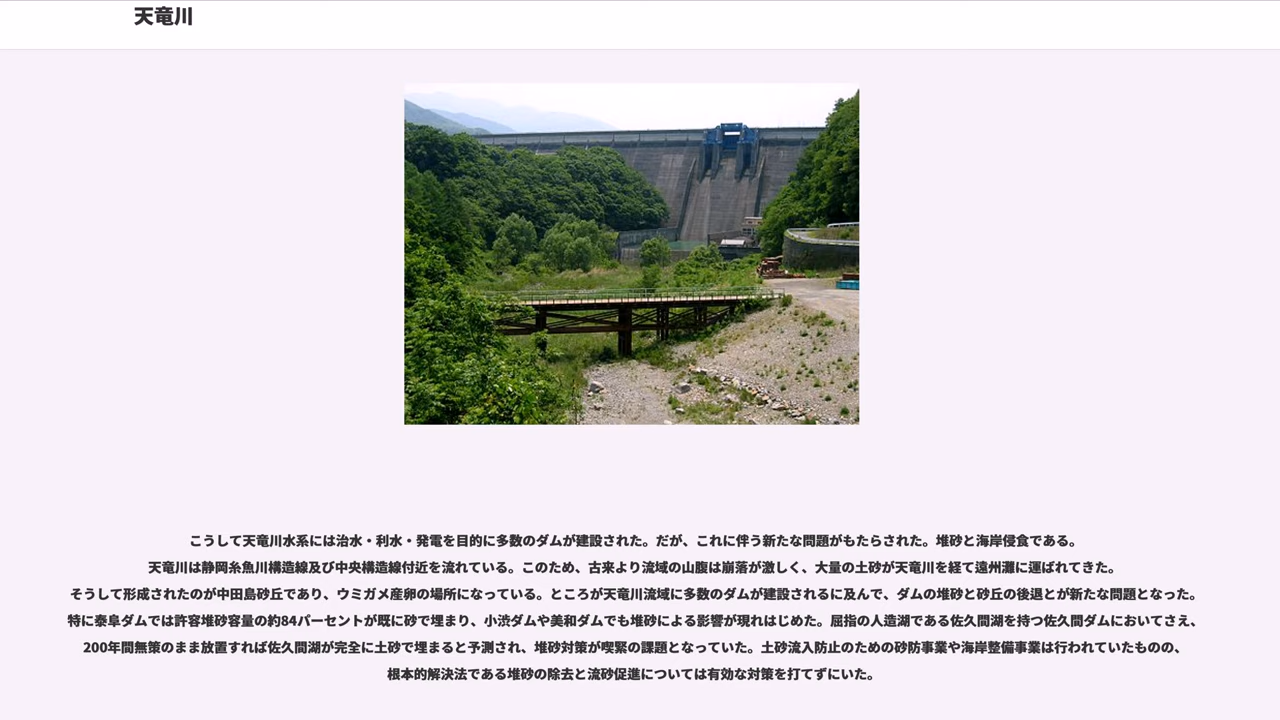 天竜川
こうして天竜川水系には治水・利水・発電を目的に多数のダムが建設された。だが、これに伴う新たな問題がもたらされた。堆砂と海岸侵食である。
天竜川は静岡糸魚川構造線及び中央構造線付近を流れている。このため、古来より流域の山腹は崩落が激しく、大量の土砂が天竜川を経て遠州灘に運ばれてきた。
そうして形成されたのが中田島砂丘であり、ウミガメ産卵の場所になっている。ところが天竜川流域に多数のダムが建設されるに及んで、ダムの堆砂と砂丘の後退とが新たな問題となった。
特に泰阜ダムでは許容堆砂容量の約84パーセントが既に砂で埋まり、小渋ダムや美和ダムでも堆砂による影響が現れはじめた。屈指の人造湖である佐久間湖を持つ佐久間ダムにおいてさえ、
200年間無策のまま放置すれば佐久間湖が完全に土砂で埋まると予測され、堆砂対策が喫緊の課題となっていた。土砂流入防止のための砂防事業や海岸整備事業は行われていたものの、
根本的解決法である堆砂の除去と流砂促進については有効な対策を打てずにいた。